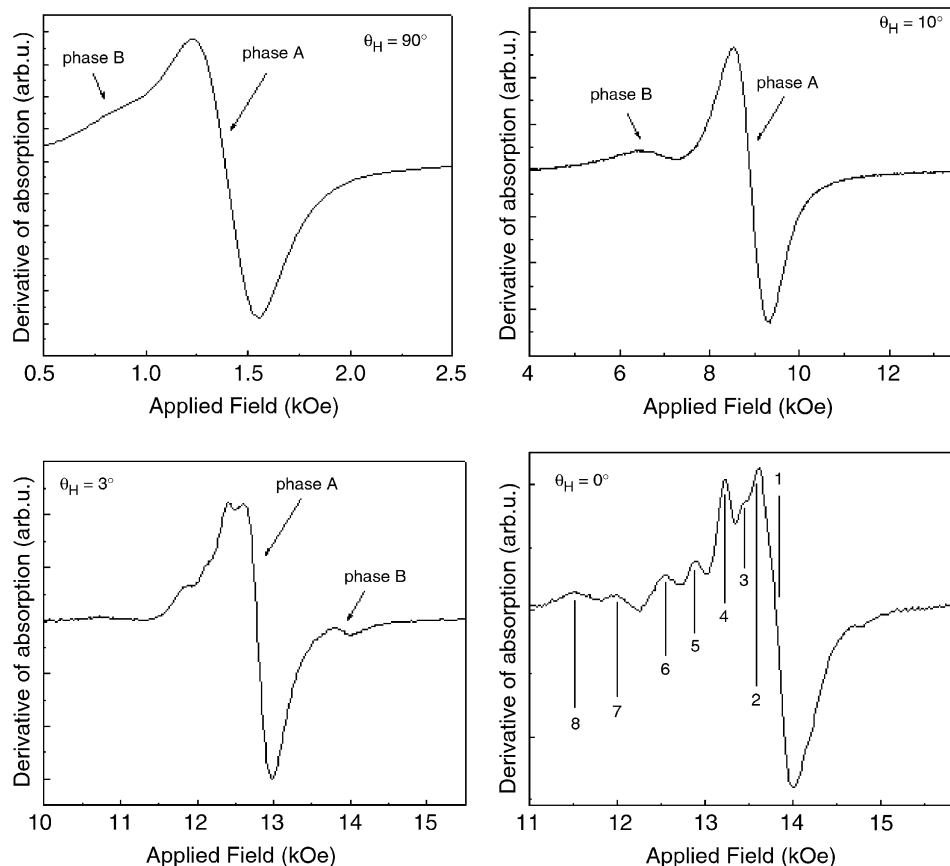 Derivative of absorption (arb.u.)
θH = 90°
phase B
phase A
0.5 1.0 1.5 2.0 2.5
Applied Field (kOe)
Derivative of absorption (arb.u.)
θH = 10°
phase B
phase A
4 6 8 10 12
Applied Field (kOe)
Derivative of absorption (arb.u.)
θH = 3°
phase A
phase B
10 11 12 13 14 15
Applied Field (kOe)
Derivative of absorption (arb.u.)
θH = 0°
1
3
4
5
6
2
7
8
11 12 13 14 15
Applied Field (kOe)